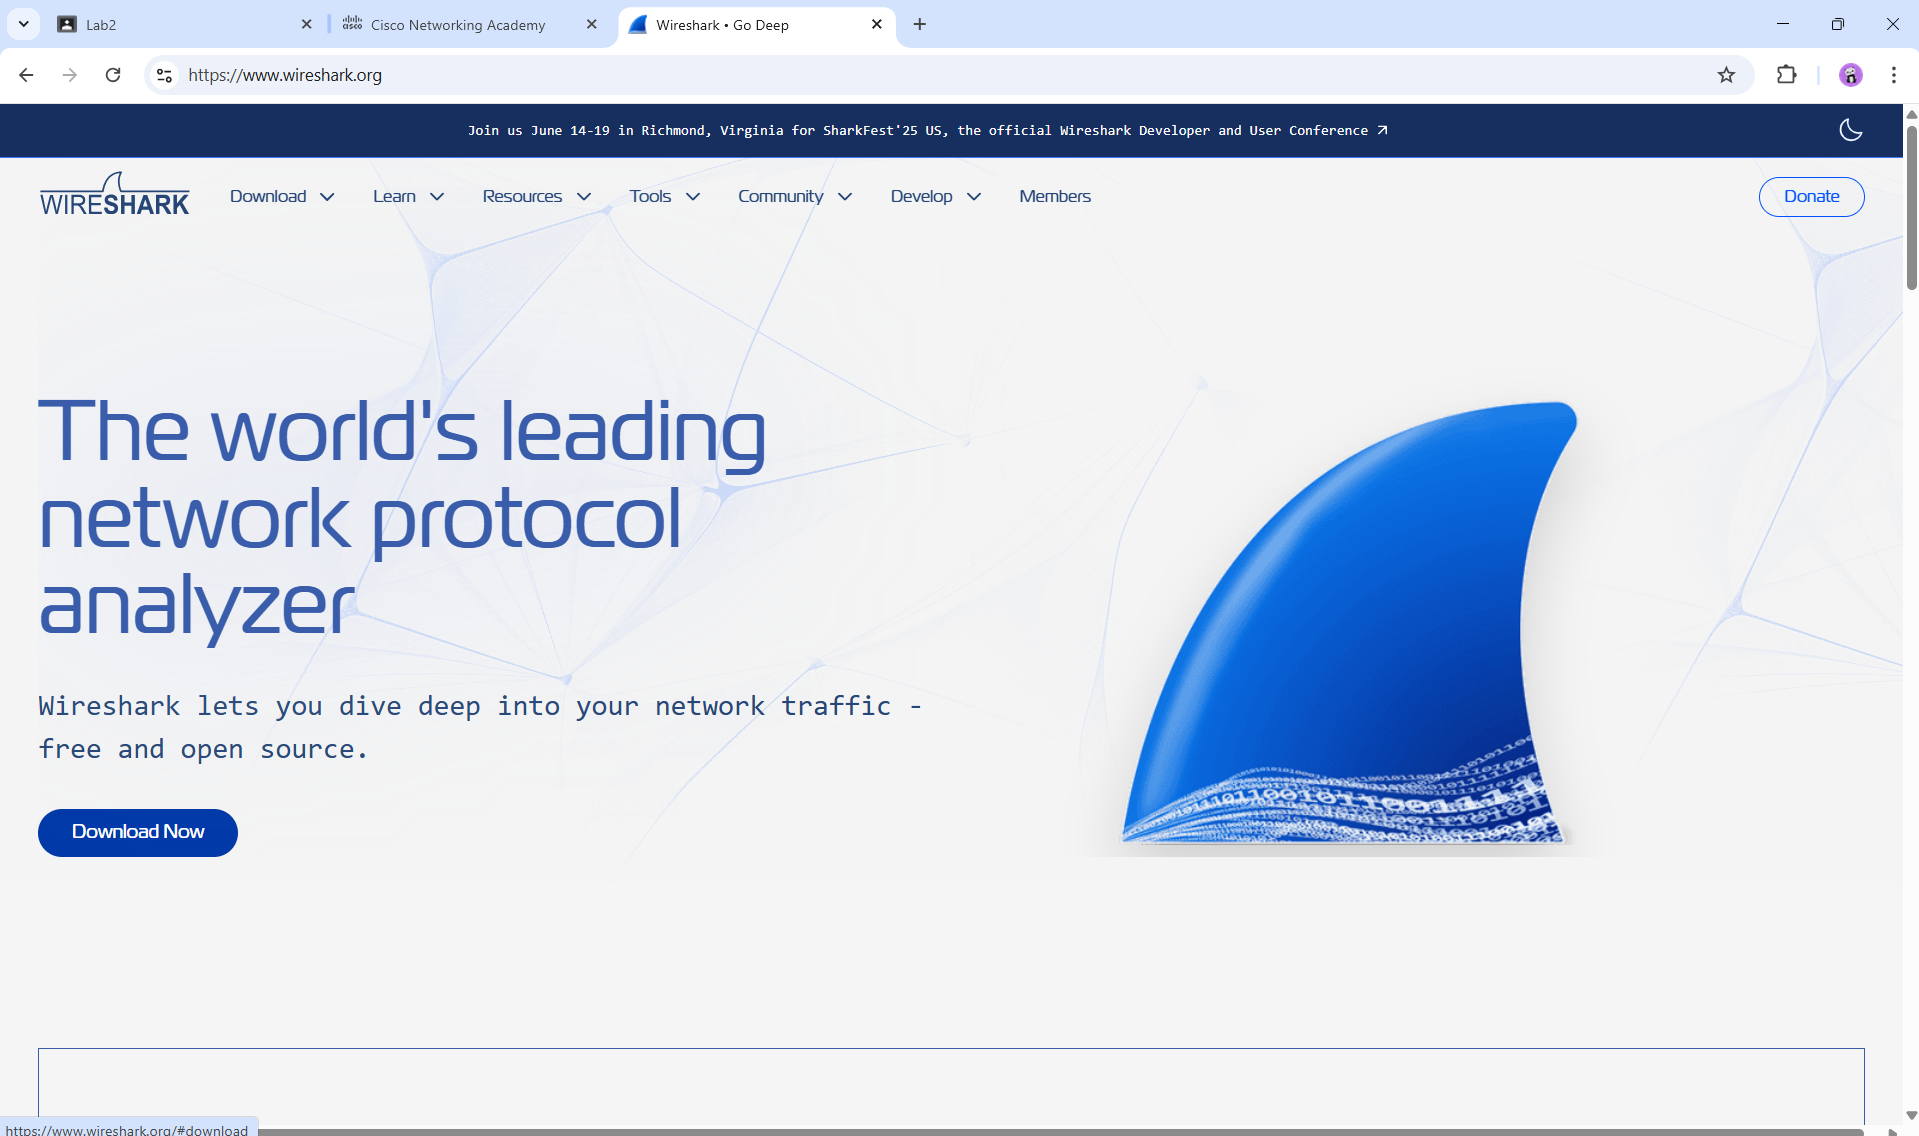 Lab2
Cisco Networking Academy
Wireshark • Go Deep
https://www.wireshark.org
Join us June 14-19 in Richmond, Virginia for SharkFest'25 US, the official Wireshark Developer and User Conference
WIRESHARK
Download
Learn
Resources
Tools
Community
Develop
Members
Donate
The world's leading
network protocol
analyzer
Wireshark lets you dive deep into your network traffic -
free and open source.
Download Now
https://www.wireshark.org/#download